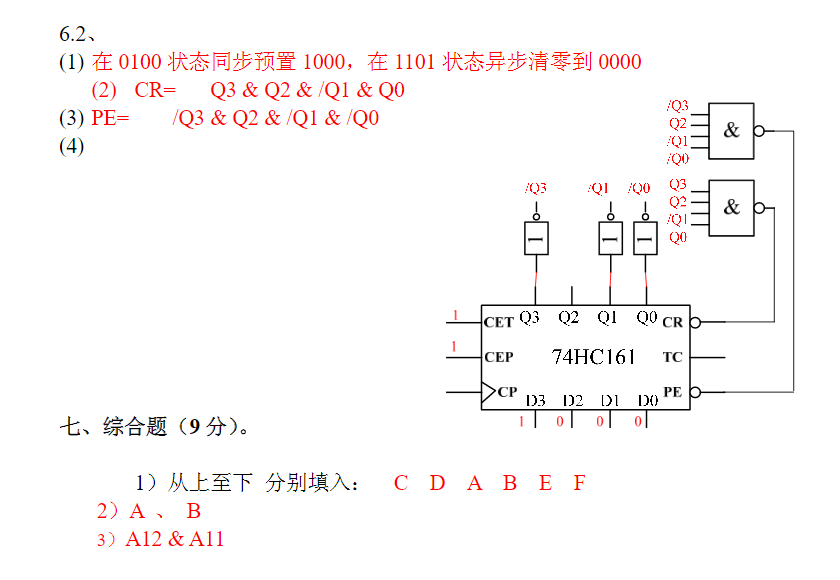 6.2、
(1) 在 0100 状态同步预置 1000，在 1101 状态异步清零到 0000
(2) CR= Q3 & Q2 & /Q1 & Q0
(3) PE= /Q3 & Q2 & /Q1 & /Q0
(4)
/Q3
Q2
/Q1
/Q0
&
Q3
Q2
/Q1
Q0
&
/Q3 /Q1 /Q0
1 1 1
1 CET Q3 Q2 Q1 Q0 CR
1 CEP 74HC161 TC
CP D3 D2 D1 D0 PE
1 0 0 0
七、综合题（9 分）。
1）从上至下 分别填入： C D A B E F
2）A 、 B
3）A12 & A11